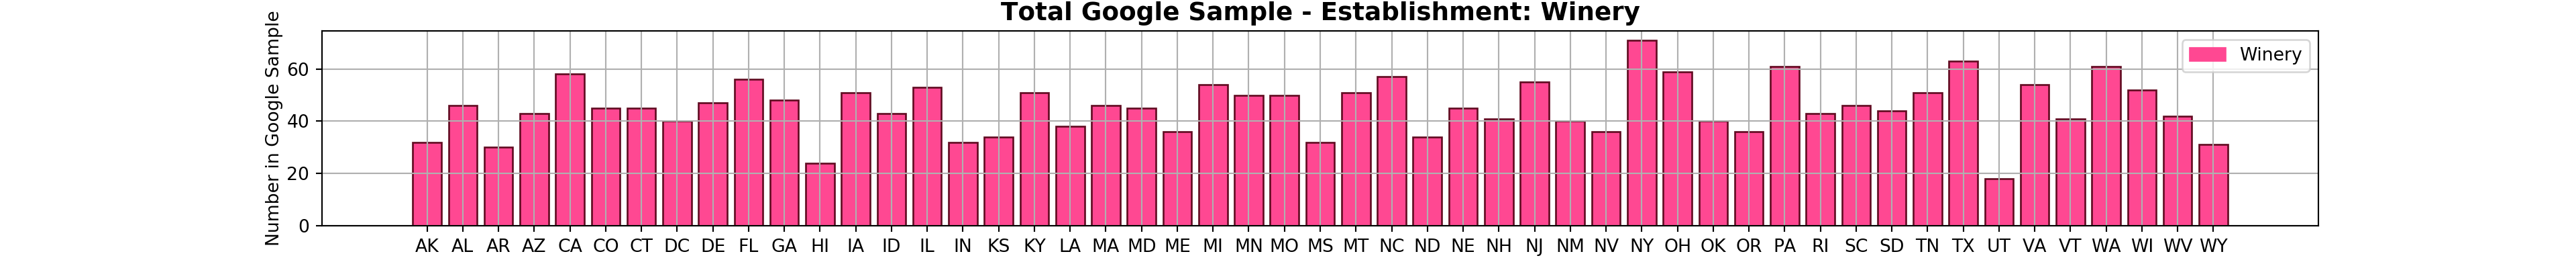 Total Google Sample - Establishment: Winery
Number in Google Sample
60
40
20
0
Winery
AK AL AR AZ CA CO CT DC DE FL GA HI IA ID IL IN KS KY LA MA MD ME MI MN MO MS MT NC ND NE NH NJ NM NV NY OH OK OR PA RI SC SD TN TX UT VA VT WA WI WV WY